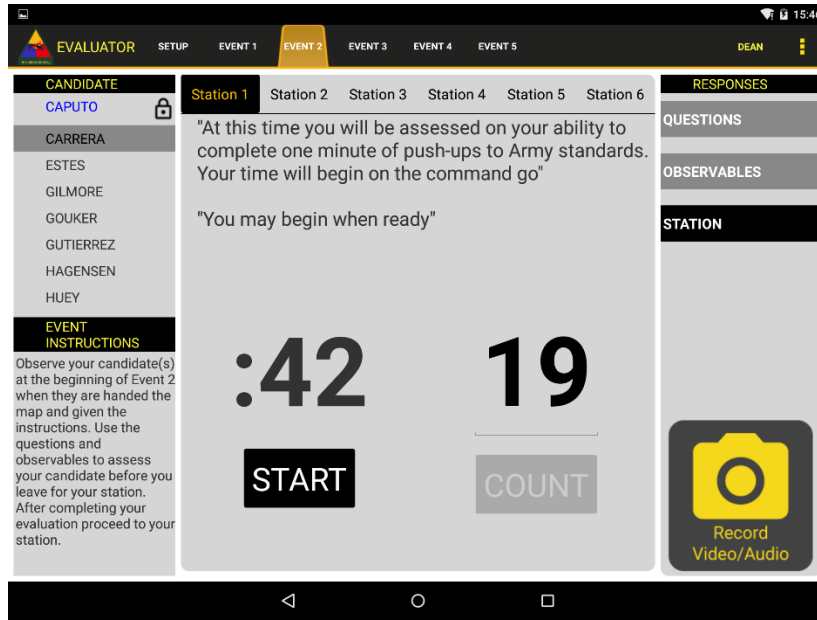 15:46
EVALUATOR
SETUP
EVENT 1
EVENT 2
EVENT 3
EVENT 4
EVENT 5
DEAN
CANDIDATE
CAPUTO
CARRERA
ESTES
GILMORE
GOUKER
GUTIERREZ
HAGENSEN
HUEY
EVENT
INSTRUCTIONS
Observe your candidate(s)
at the beginning of Event 2
when they are handed the
map and given the
instructions. Use the
questions and
observables to assess
your candidate before you
leave for your station.
After completing your
evaluation proceed to your
station.
Station 1
Station 2
Station 3
Station 4
Station 5
Station 6
"At this time you will be assessed on your ability to
complete one minute of push-ups to Army standards.
Your time will begin on the command go"
"You may begin when ready"
:42
19
START
COUNT
RESPONSES
QUESTIONS
OBSERVABLES
STATION
Record
Video/Audio